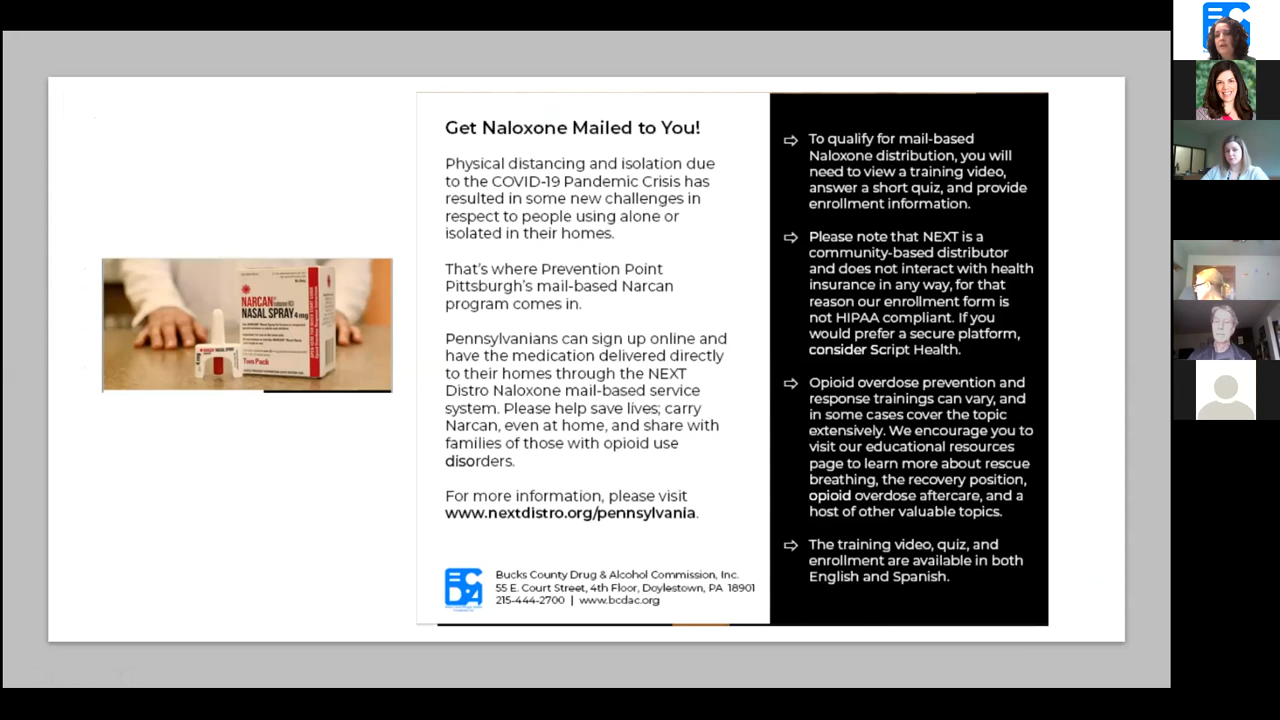 Get Naloxone Mailed to You!
Physical distancing and isolation due
to the COVID-19 Pandemic Crisis has
resulted in some new challenges in
respect to people using alone or
isolated in their homes.
That's where Prevention Point
Pittsburgh's mail-based Narcan
program comes in.
Pennsylvanians can sign up online and
have the medication delivered directly
to their homes through the NEXT
Distro Naloxone mail-based service
system. Please help save lives; carry
Narcan, even at home, and share with
families of those with opioid use
disorders.
For more information, please visit
www.nextdistro.org/pennsylvania.
Bucks County Drug & Alcohol Commission, Inc.
55 E. Court Street, 4th Floor, Doylestown, PA 18901
215-444-2700 | www.bcdac.org
⇨ To qualify for mail-based
Naloxone distribution, you will
need to view a training video,
answer a short quiz, and provide
enrollment information.
⇨ Please note that NEXT is a
community-based distributor
and does not interact with health
insurance in any way, for that
reason our enrollment form is
not HIPAA compliant. If you
would prefer a secure platform,
consider Script Health.
⇨ Opioid overdose prevention and
response trainings can vary, and
in some cases cover the topic
extensively. We encourage you to
visit our educational resources
page to learn more about rescue
breathing, the recovery position,
opioid overdose aftercare, and a
host of other valuable topics.
⇨ The training video, quiz, and
enrollment are available in both
English and Spanish.
NARCAN
NASAL SPRAY 4 mg
Two Pack